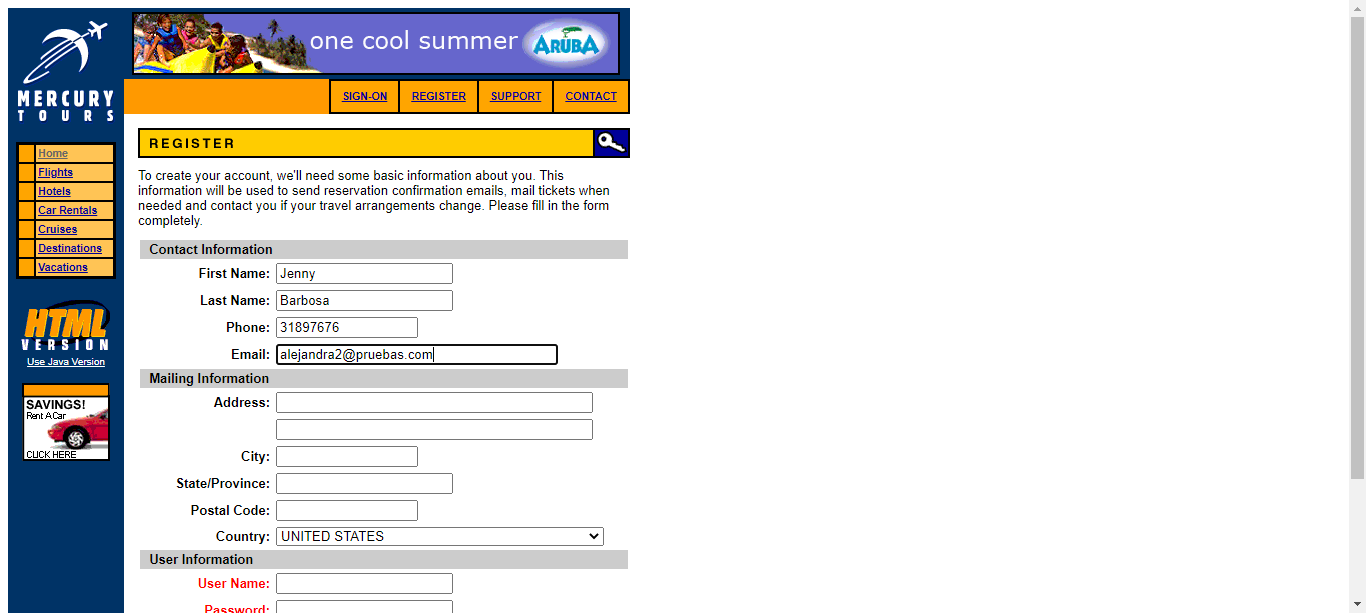 one cool summer ARUBA
MERCURY
TOURS
SIGN-ON REGISTER SUPPORT CONTACT
Home
Flights
Hotels
Car Rentals
Cruises
Destinations
Vacations
HTML
VERSION
Use Java Version
SAVINGS!
Rent A Car
CLICK HERE
REGISTER
To create your account, we'll need some basic information about you. This
information will be used to send reservation confirmation emails, mail tickets when
needed and contact you if your travel arrangements change. Please fill in the form
completely.
Contact Information
First Name: Jenny
Last Name: Barbosa
Phone: 31897676
Email: alejandra2@pruebas.com
Mailing Information
Address:
City:
State/Province:
Postal Code:
Country: UNITED STATES
User Information
User Name:
Password: